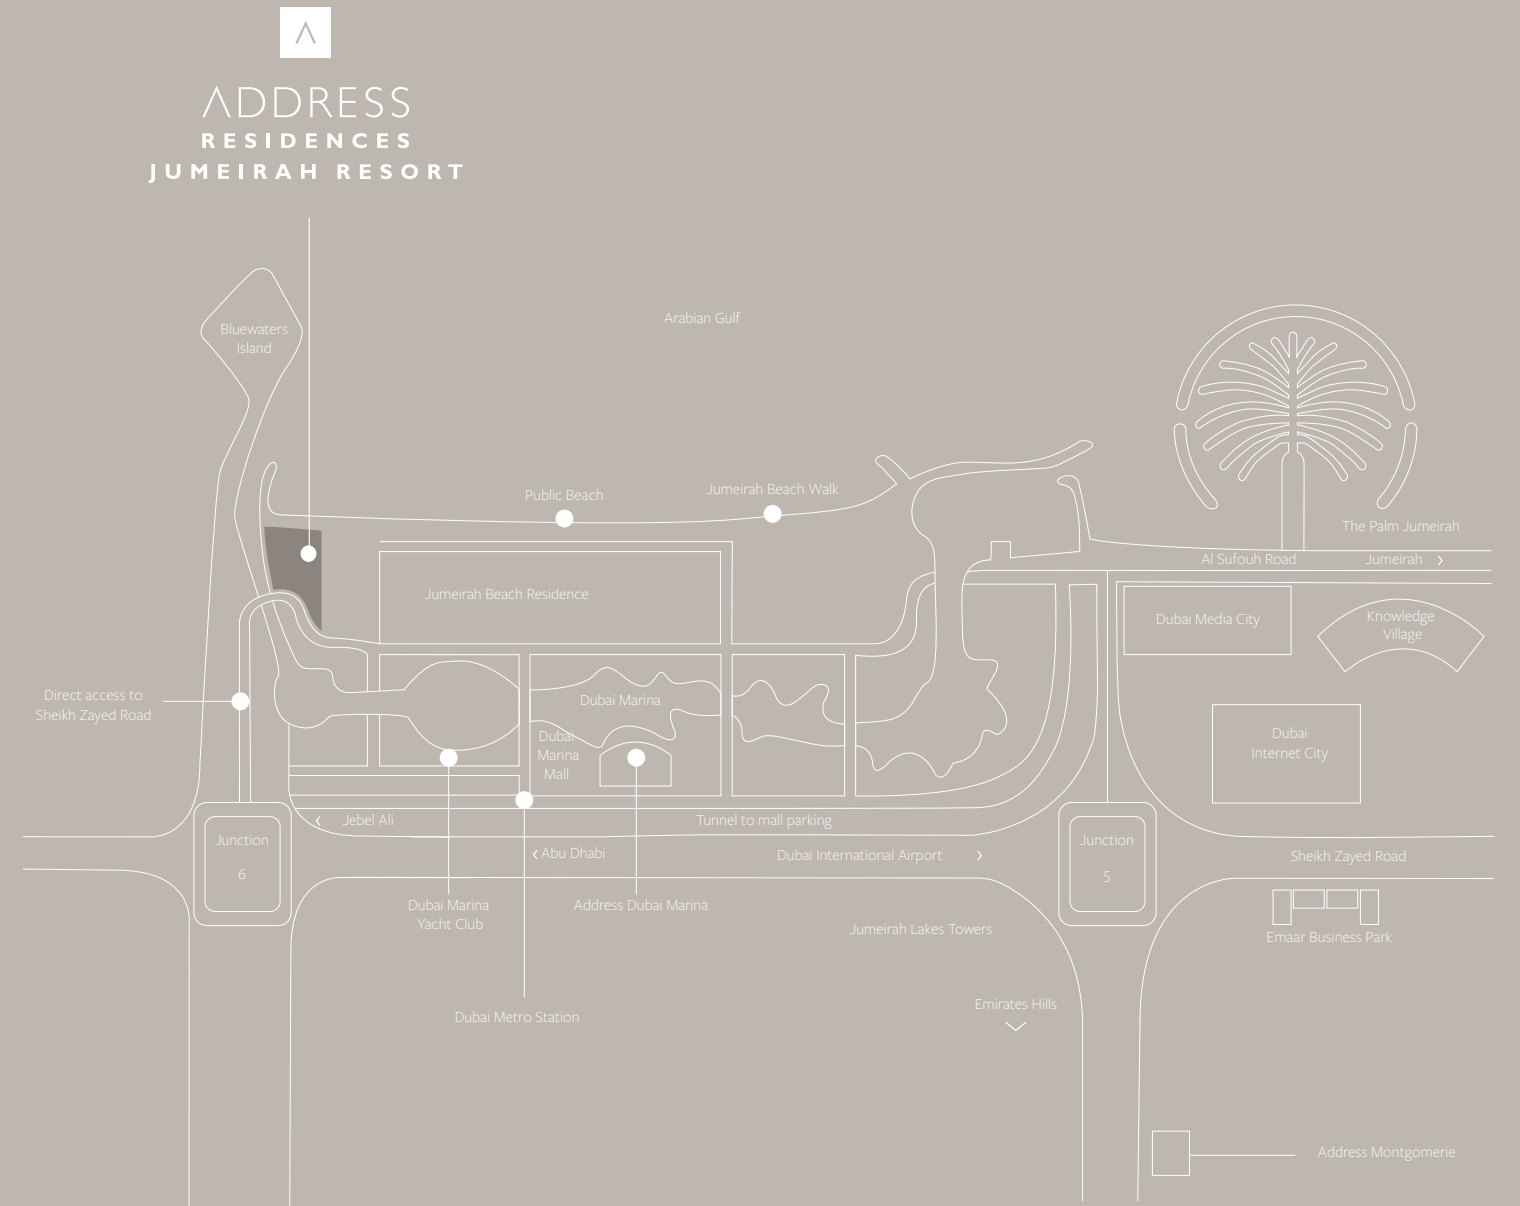 ADDRESS
RESIDENCES
JUMEIRAH RESORT
Arabian Gulf
Bluewaters
Island
Public Beach
Jumeirah Beach Walk
The Palm Jumeirah
Al Sufouh Road
Jumeirah >
Jumeirah Beach Residence
Dubai Media City
Knowledge
Village
Direct access to
Sheikh Zayed Road
Dubai Marina
Dubai
Marina
Mall
Dubai
Internet City
< Jebel Ali
Tunnel to mall parking
Junction
6
< Abu Dhabi
Dubai International Airport >
Junction
5
Sheikh Zayed Road
Dubai Marina
Yacht Club
Address Dubai Marina
Jumeirah Lakes Towers
Emaar Business Park
Dubai Metro Station
Emirates Hills
Address Montgomerie